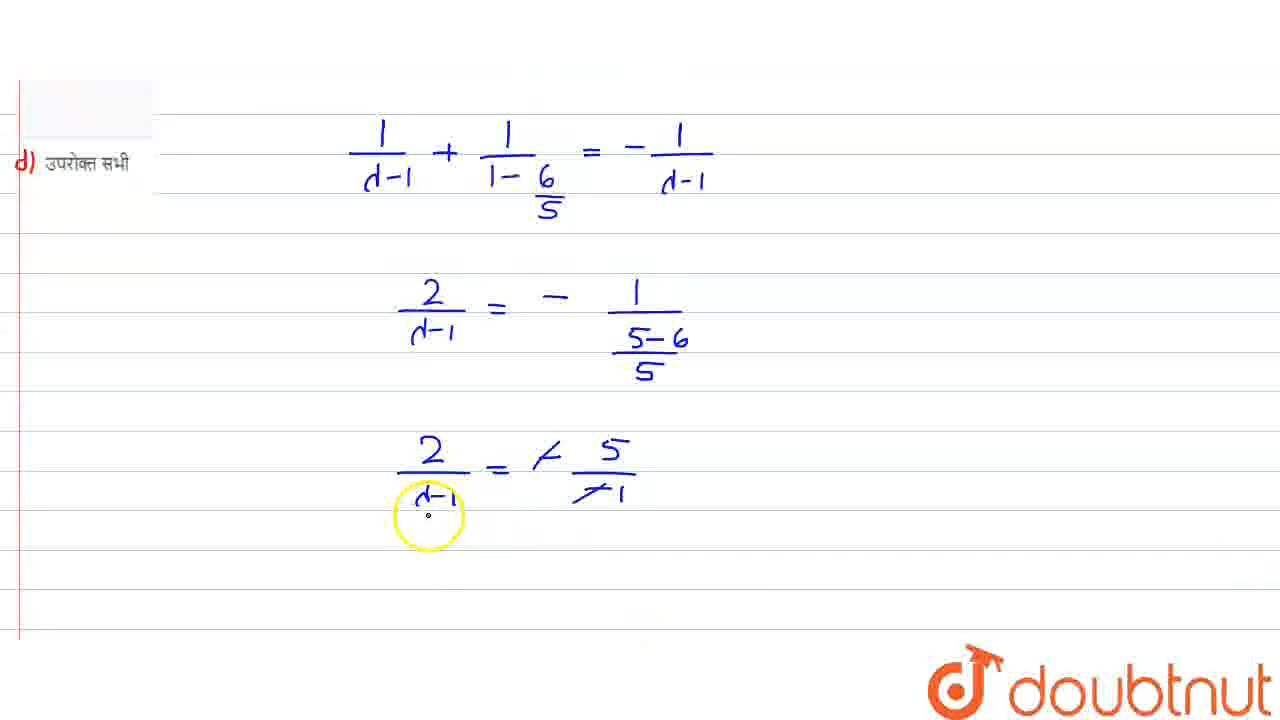 d) उपरोक्त सभी
1/(d-1) + 1/(1 - 6/5) = - 1/(d-1)
2/(d-1) = - 1/((5-6)/5)
2/(d-1) = - 5/(-1)
doubtnut